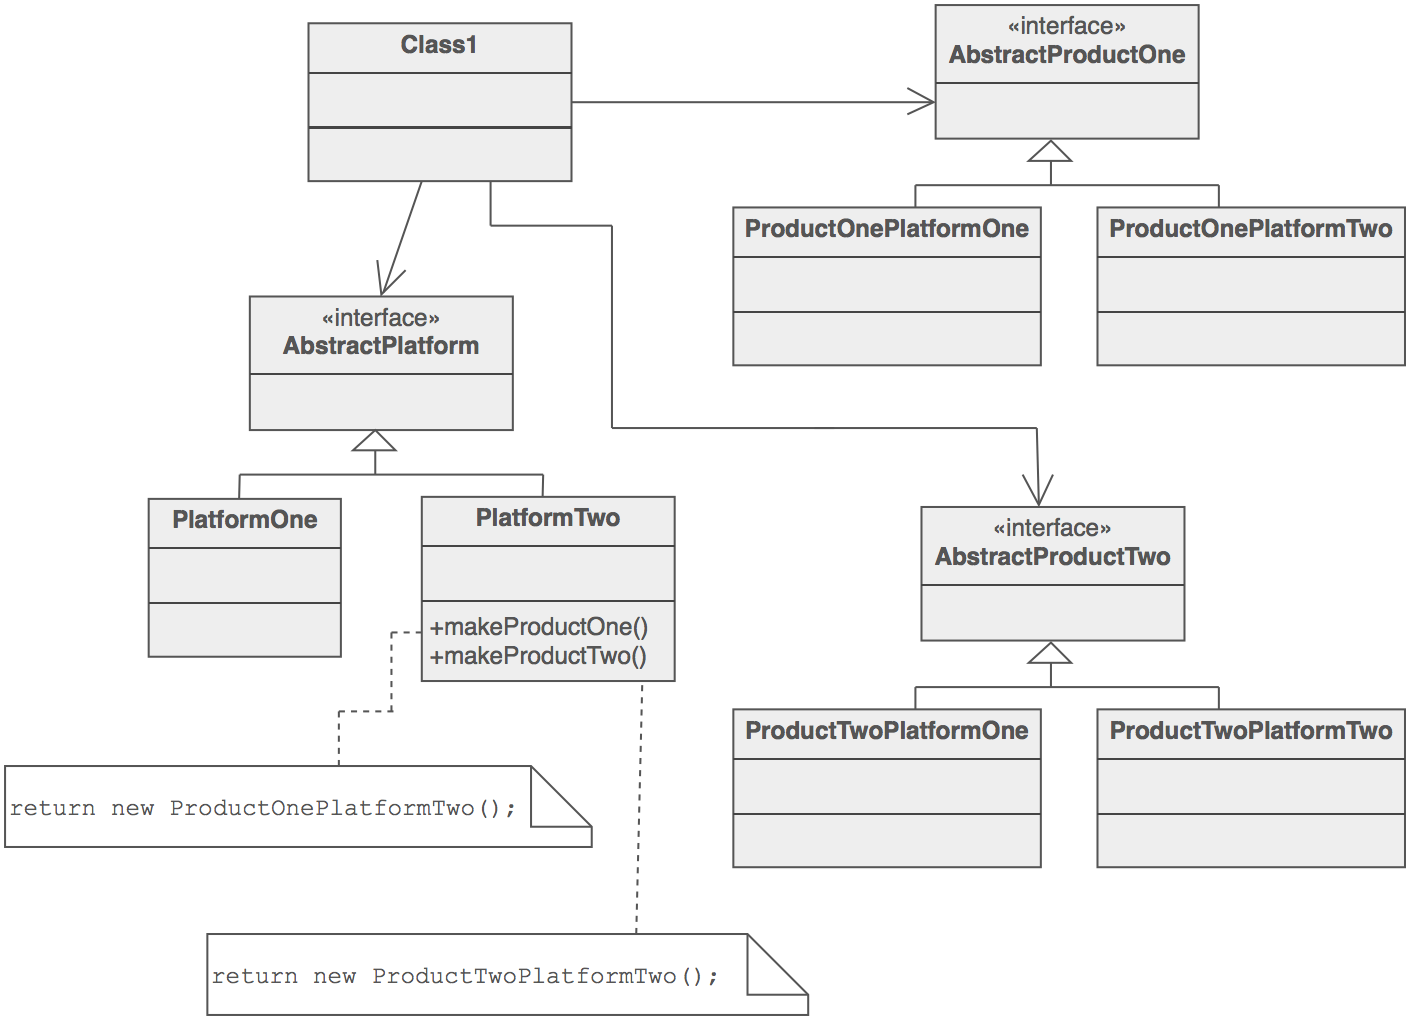 Class1
«interface»
AbstractProductOne
ProductOnePlatformOne
ProductOnePlatformTwo
«interface»
AbstractPlatform
PlatformOne
PlatformTwo
+makeProductOne()
+makeProductTwo()
«interface»
AbstractProductTwo
ProductTwoPlatformOne
ProductTwoPlatformTwo
return new ProductOnePlatformTwo();
return new ProductTwoPlatformTwo();